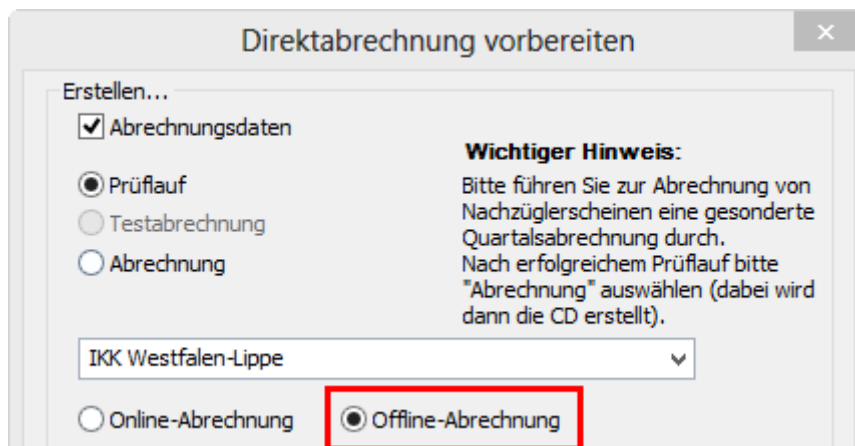 Direktabrechnung vorbereiten
Erstellen...
Abrechnungsdaten
Prüflauf
Testabrechnung
Abrechnung
Wichtiger Hinweis:
Bitte führen Sie zur Abrechnung von
Nachzüglerscheinen eine gesonderte
Quartalsabrechnung durch.
Nach erfolgreichem Prüflauf bitte
"Abrechnung" auswählen (dabei wird
dann die CD erstellt).
IKK Westfalen-Lippe
Online-Abrechnung
Offline-Abrechnung